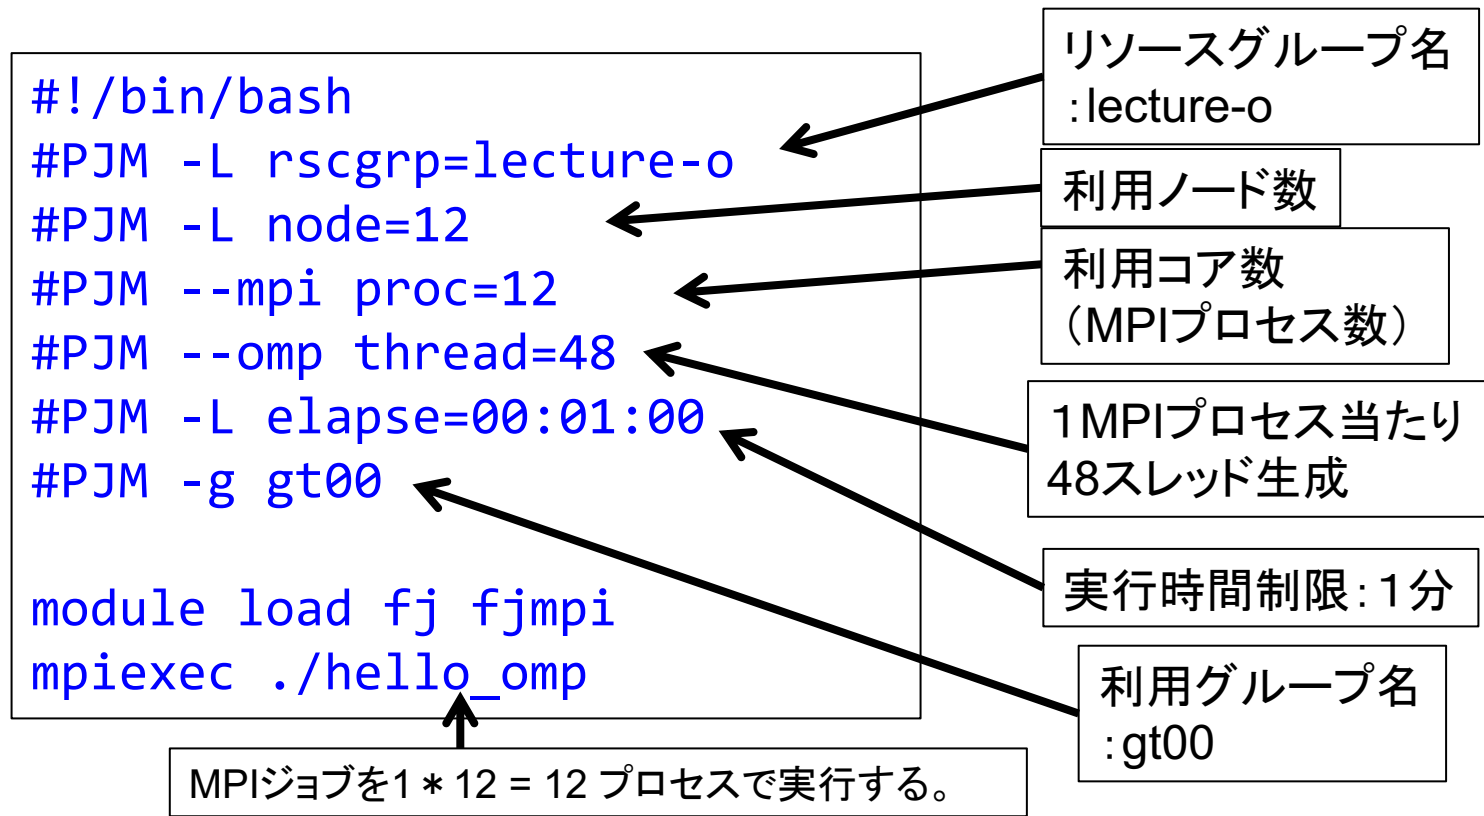 #!/bin/bash
#PJM -L rscgrp=lecture-o
#PJM -L node=12
#PJM --mpi proc=12
#PJM --omp thread=48
#PJM -L elapse=00:01:00
#PJM -g gt00
module load fj fjmpi
mpiexec ./hello_omp
リソースグループ名
:lecture-o
利用ノード数
利用コア数
(MPIプロセス数)
1MPIプロセス当たり
48スレッド生成
実行時間制限:1分
利用グループ名
:gt00
MPIジョブを1*12 = 12 プロセスで実行する。